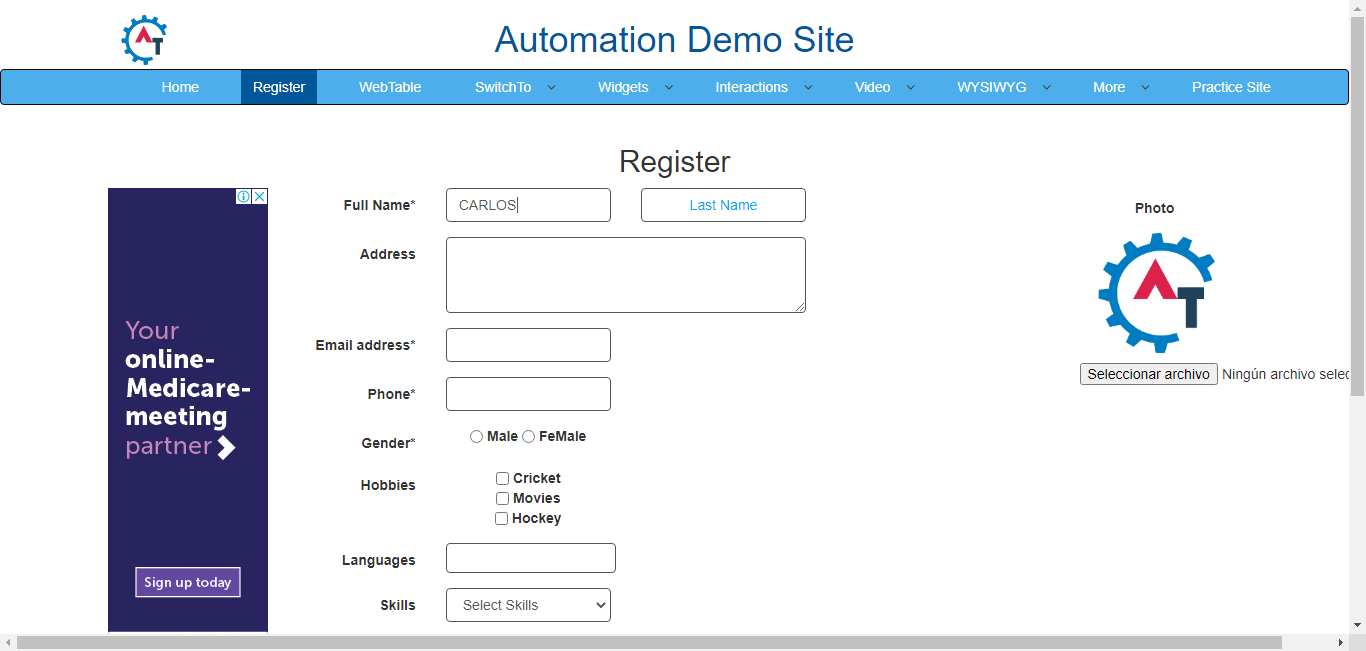 Automation Demo Site
Home Register WebTable SwitchTo Widgets Interactions Video WYSIWYG More Practice Site
Register
Full Name* CARLOS Last Name
Photo
Address
AT
Your
online-
Medicare-
meeting
partner
Email address*
Seleccionar archivo Ningún archivo selec
Phone*
Gender* Male FeMale
Hobbies Cricket
Movies
Hockey
Languages
Sign up today
Skills Select Skills